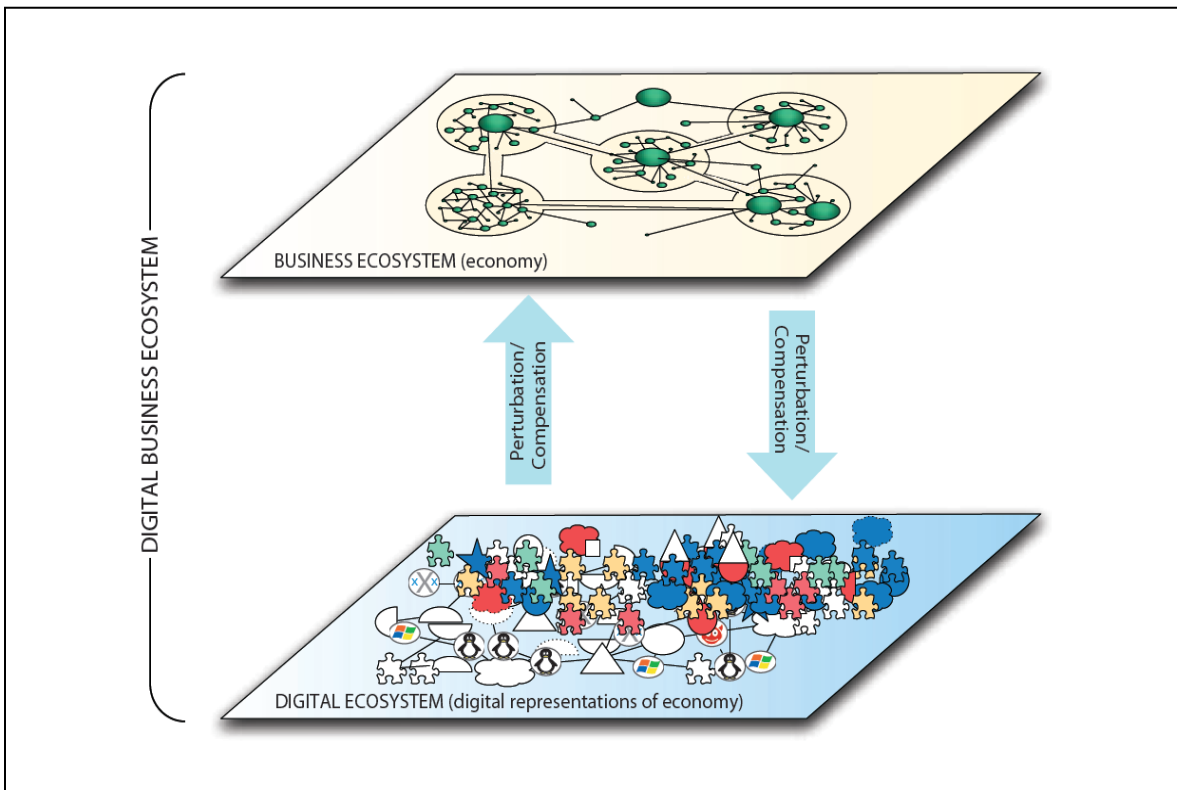 DIGITAL BUSINESS ECOSYSTEM
BUSINESS ECOSYSTEM (economy)
Perturbation/
Compensation
Perturbation/
Compensation
X X
DIGITAL ECOSYSTEM (digital representations of economy)